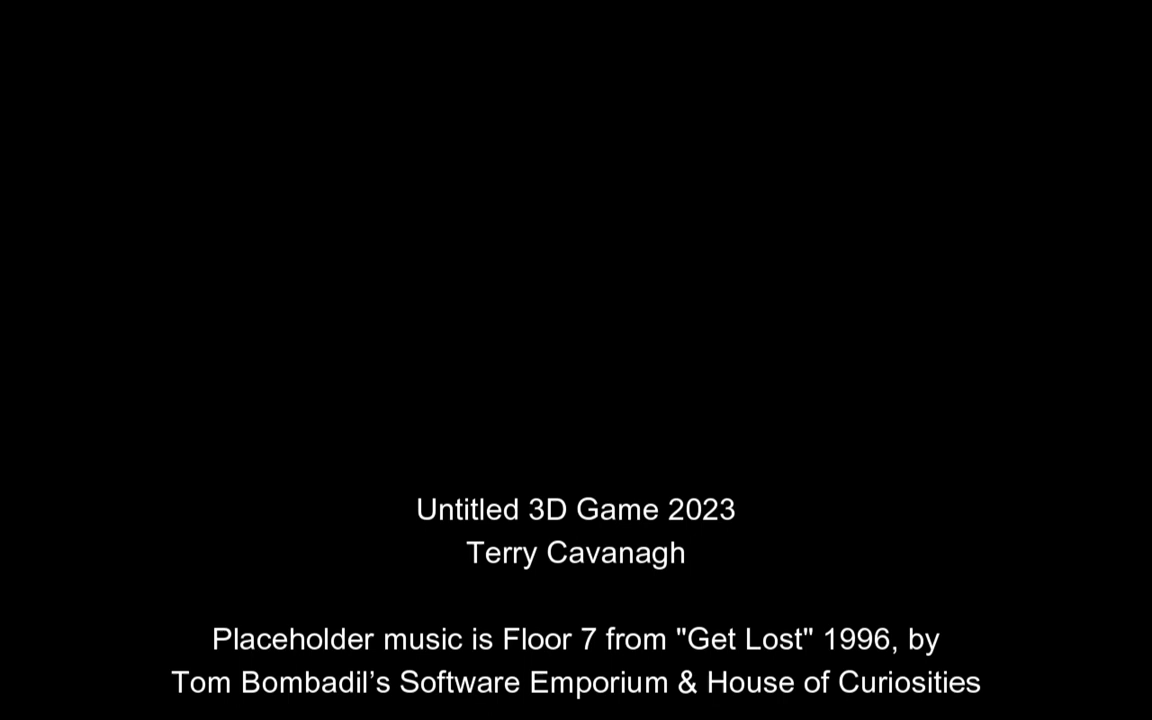 Untitled 3D Game 2023
Terry Cavanagh
Placeholder music is Floor 7 from "Get Lost" 1996, by
Tom Bombadil’s Software Emporium & House of Curiosities